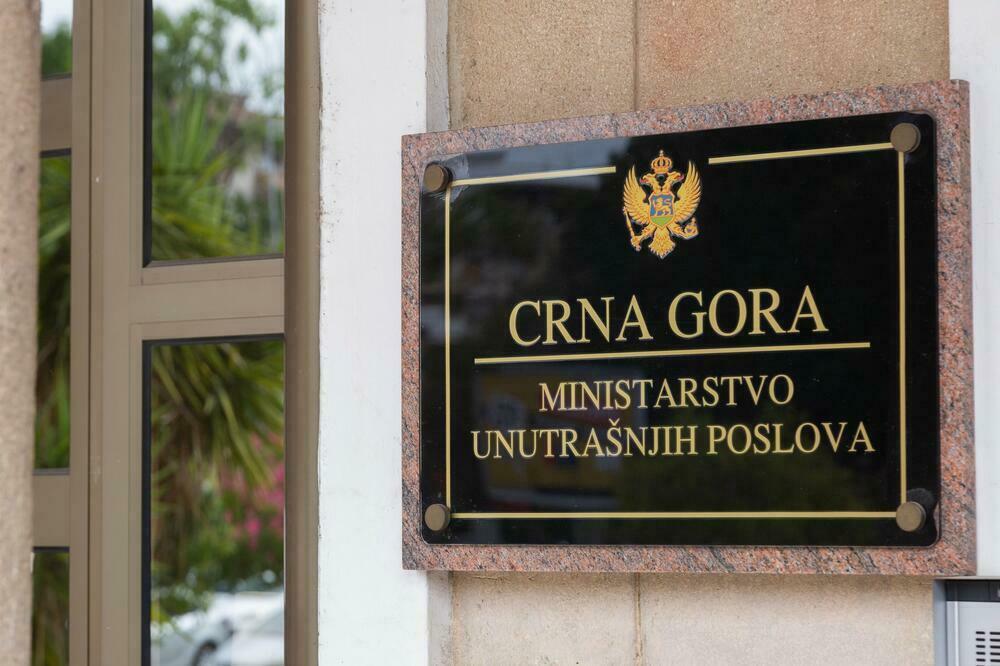 CRNA GORA
MINISTARSTVO
UNUTRAŠNJIH POSLOVA